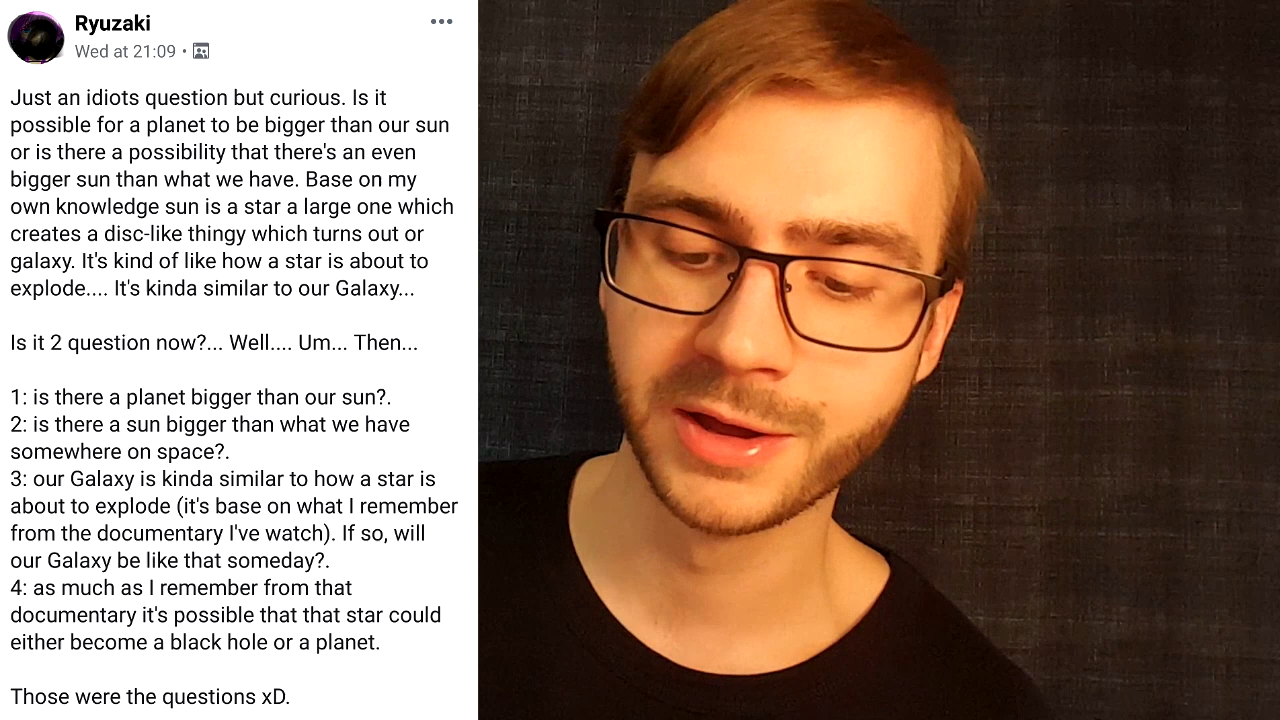 Ryuzaki
Wed at 21:09 •
Just an idiots question but curious. Is it
possible for a planet to be bigger than our sun
or is there a possibility that there's an even
bigger sun than what we have. Base on my
own knowledge sun is a star a large one which
creates a disc-like thingy which turns out or
galaxy. It's kind of like how a star is about to
explode.... It's kinda similar to our Galaxy...
Is it 2 question now?... Well.... Um... Then...
1: is there a planet bigger than our sun?.
2: is there a sun bigger than what we have
somewhere on space?.
3: our Galaxy is kinda similar to how a star is
about to explode (it's base on what I remember
from the documentary I've watch). If so, will
our Galaxy be like that someday?.
4: as much as I remember from that
documentary it's possible that that star could
either become a black hole or a planet.
Those were the questions xD.